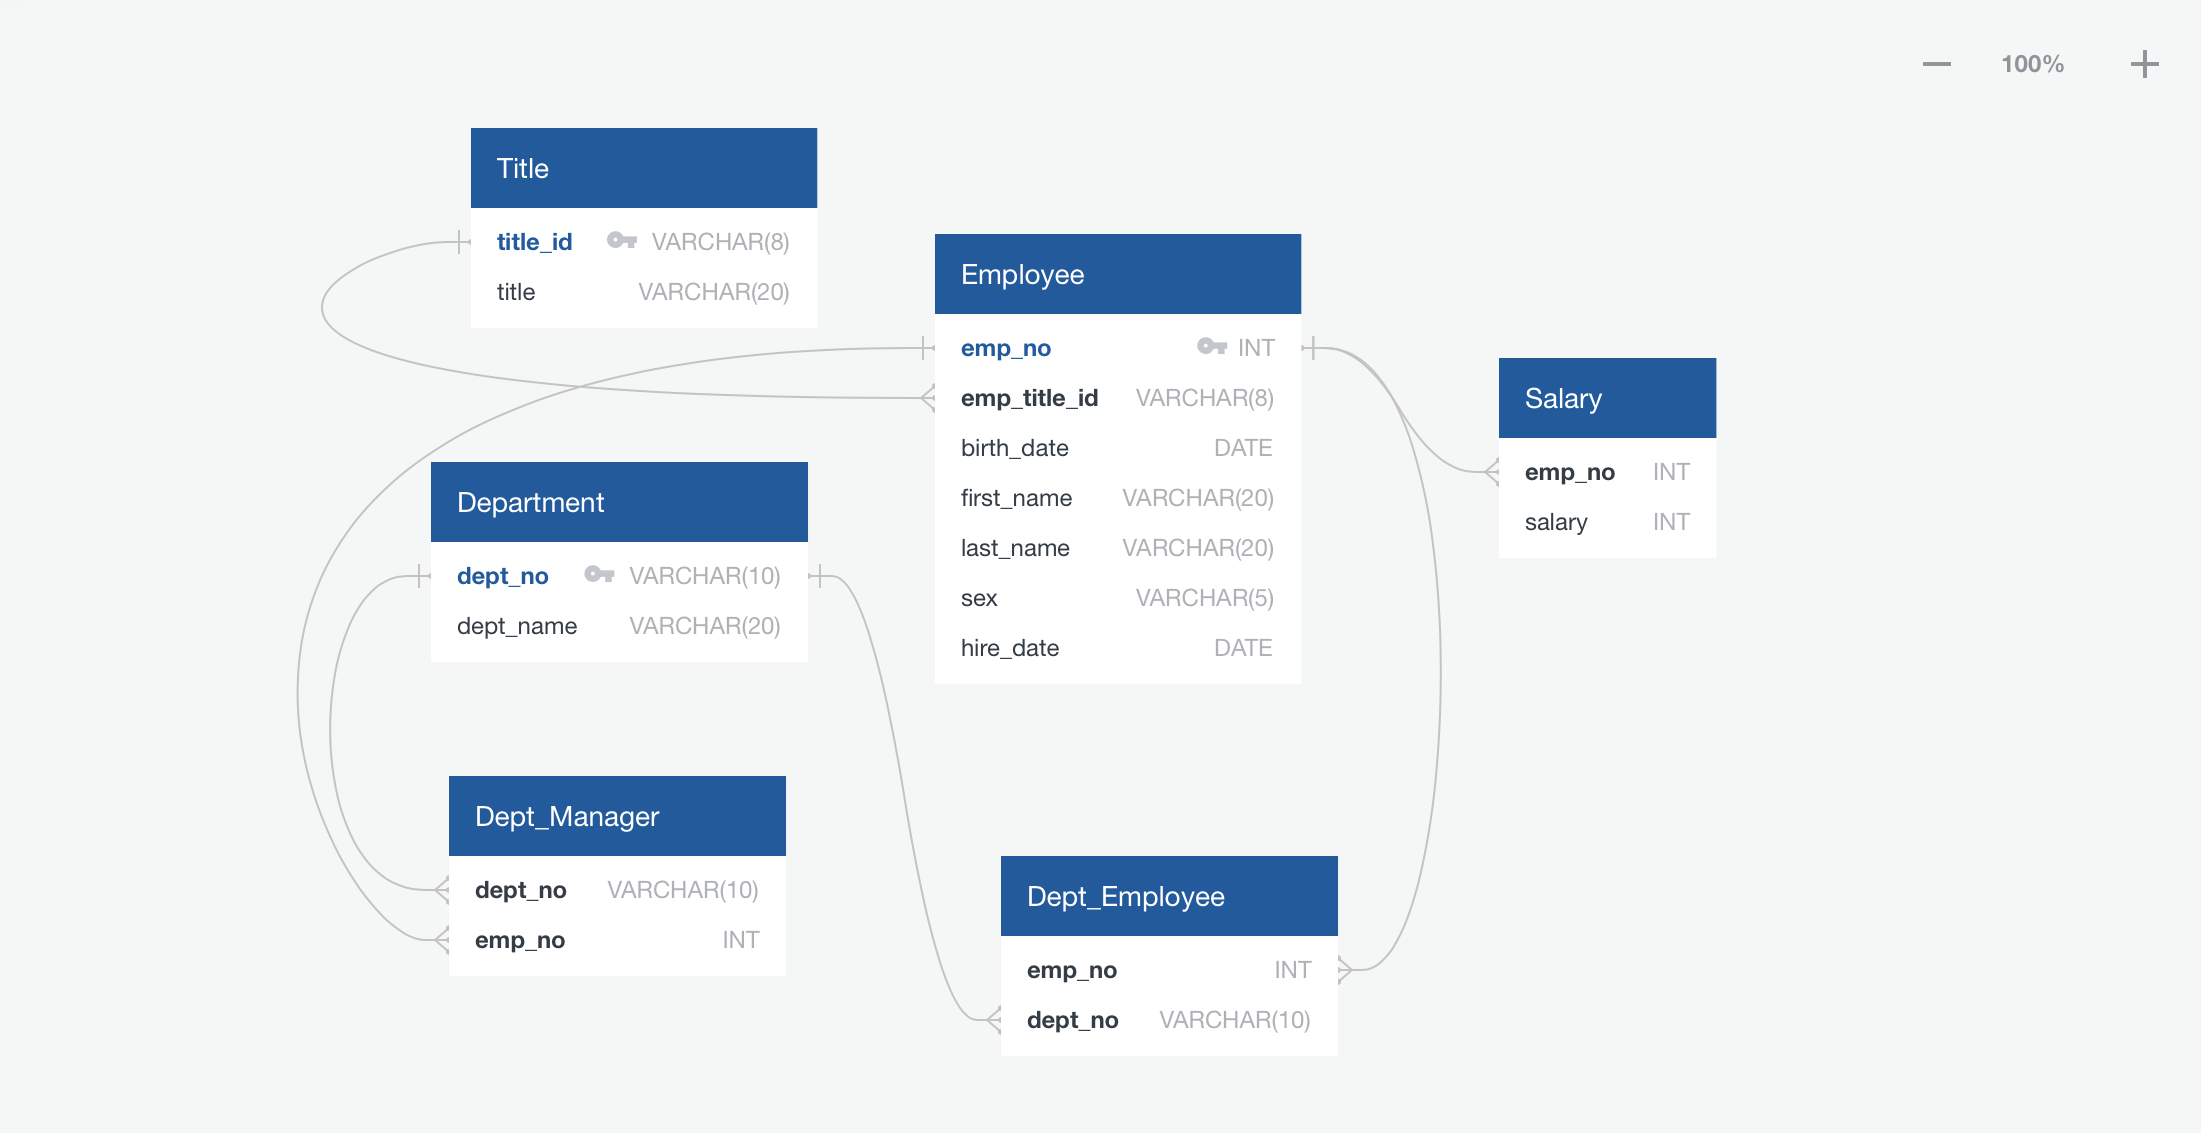 100%
Title
title_id VARCHAR(8)
title VARCHAR(20)
Employee
emp_no INT
emp_title_id VARCHAR(8)
birth_date DATE
first_name VARCHAR(20)
last_name VARCHAR(20)
sex VARCHAR(5)
hire_date DATE
Salary
emp_no INT
salary INT
Department
dept_no VARCHAR(10)
dept_name VARCHAR(20)
Dept_Manager
dept_no VARCHAR(10)
emp_no INT
Dept_Employee
emp_no INT
dept_no VARCHAR(10)